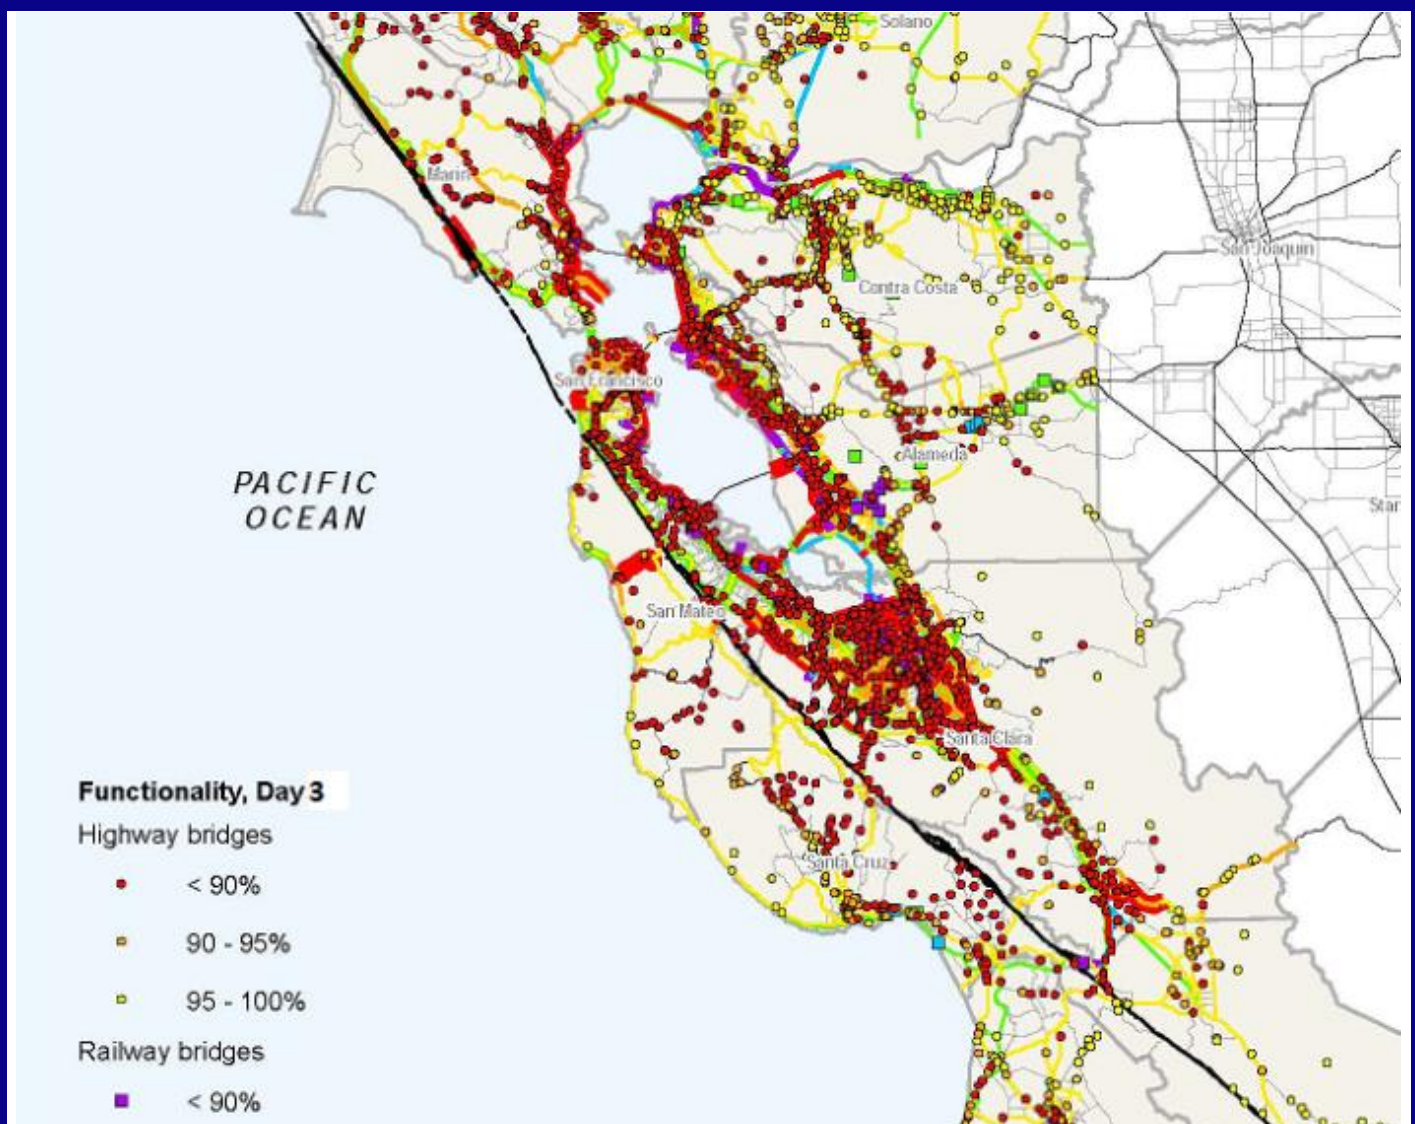 Solano
Marin
San Joaquin
Contra Costa
San Francisco
Alameda
PACIFIC
OCEAN
San Mateo
Santa Clara
Functionality, Day 3
Highway bridges
< 90%
Santa Cruz
90 - 95%
95 - 100%
Railway bridges
< 90%